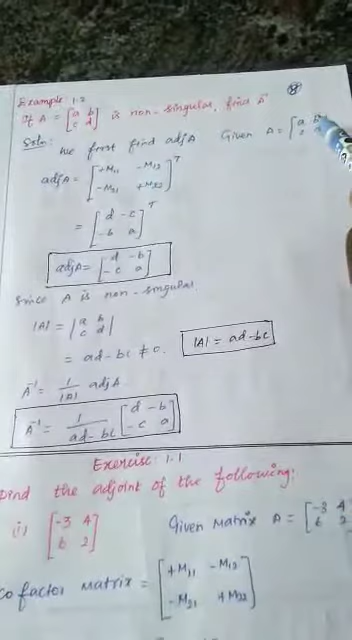 Example: 1.2
If A = [a b
c d] is non-singular, find A⁻¹
Soln: We first find adjA Given A = [a b
c
adjA = [+M₁₁ -M₁₂
-M₂₁ +M₂₂]ᵀ
= [d -c
-b a]ᵀ
adjA = [d -b
-c a]
Since A is non-singular
|A| = |a b
c d|
= ad-bc ≠ 0. |A| = ad-bc
A⁻¹ = 1/|A| adjA
A⁻¹ = 1/ad-bc [d -b
-c a]
Exercise: 1.1
Find the adjoint of the following:
(i) [-3 4
6 2] Given Matrix A = [-3 4
6 2
Co factor Matrix = [+M₁₁ -M₁₂
-M₂₁ +M₂₂]